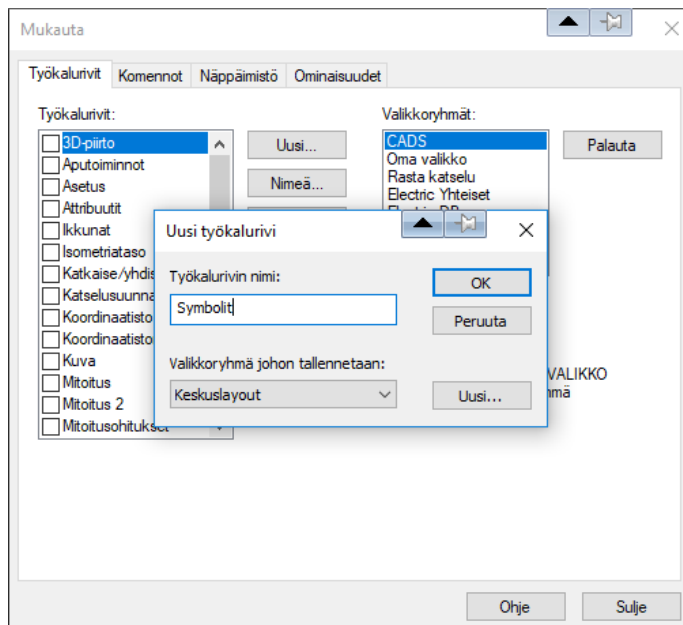 Mukauta
Työkalurivit Komennot Näppäimistö Ominaisuudet
Työkalurivit:
3D-piirto
Aputoiminnot
Asetus
Attribuutit
Ikkunat
Isometriataso
Katkaise/yhdis
Katselusuunna
Koordinaatisto
Koordinaatisto
Kuva
Mitoitus
Mitoitus 2
Mitoitusohitukset
Uusi...
Nimeä...
Valikkoryhmät:
CADS
Oma valikko
Rasta katselu
Electric Yhteiset
Palauta
VALIKKO
Uusi työkalurivi
Työkalurivin nimi:
Symbolit
Valikkoryhmä johon tallennetaan:
Keskuslayout
OK
Peruuta
Uusi...
Ohje
Sulje